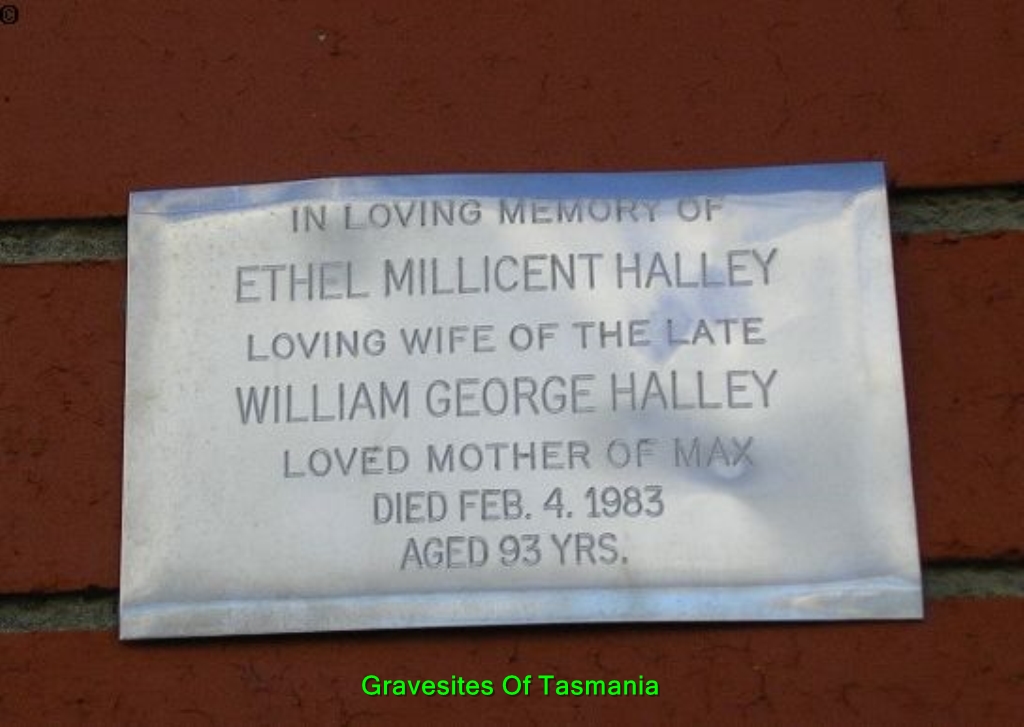 ©
IN LOVING MEMORY OF
ETHEL MILLICENT HALLEY
LOVING WIFE OF THE LATE
WILLIAM GEORGE HALLEY
LOVED MOTHER OF MAX
DIED FEB. 4. 1983
AGED 93 YRS.
Gravesites Of Tasmania